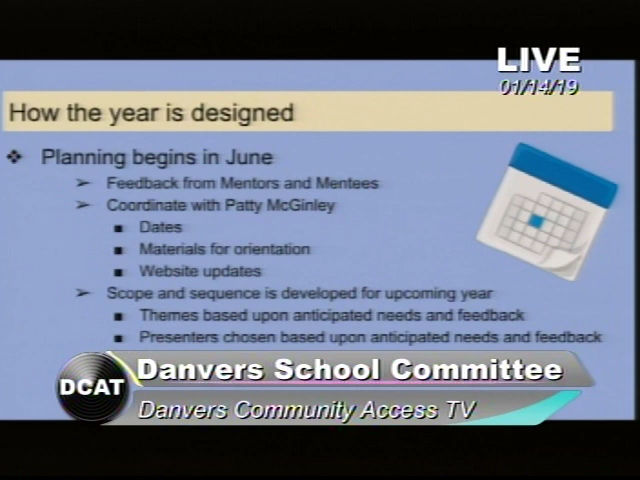 LIVE
01/14/19
How the year is designed
❖ Planning begins in June
➢ Feedback from Mentors and Mentees
➢ Coordinate with Patty McGinley
■ Dates
■ Materials for orientation
■ Website updates
➢ Scope and sequence is developed for upcoming year
■ Themes based upon anticipated needs and feedback
■ Presenters chosen based upon anticipated needs and feedback
DCAT
Danvers School Committee
Danvers Community Access TV